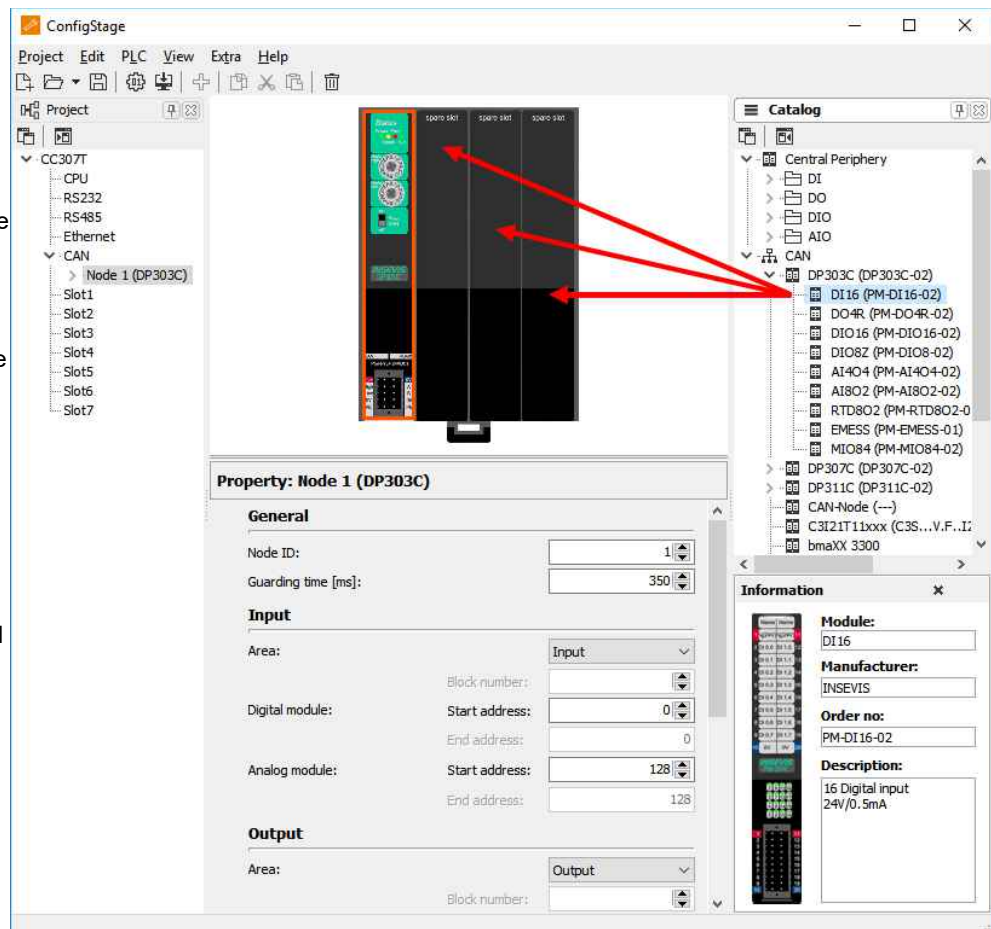 ConfigStage
Project Edit PLC View Extra Help
Project
CC307T
CPU
RS232
RS485
Ethernet
CAN
Node 1 (DP303C)
Slot1
Slot2
Slot3
Slot4
Slot5
Slot6
Slot7
e
e
l
Status
spare slot spare slot spare slot
INSEVIS
Property: Node 1 (DP303C)
General
Node ID: 1
Guarding time [ms]: 350
Input
Area: Input
Block number:
Digital module: Start address: 0
End address: 0
Analog module: Start address: 128
End address: 128
Output
Area: Output
Block number:
Catalog
Central Periphery
DI
DO
DIO
AIO
CAN
DP303C (DP303C-02)
DI16 (PM-DI16-02)
DO4R (PM-DO4R-02)
DIO16 (PM-DIO16-02)
DIO8Z (PM-DIO8-02)
AI4O4 (PM-AI4O4-02)
AI8O2 (PM-AI8O2-02)
RTD8O2 (PM-RTD8O2-0
EMESS (PM-EMESS-01)
MIO84 (PM-MIO84-02)
DP307C (DP307C-02)
DP311C (DP311C-02)
CAN-Node (---)
C3I21T11xxx (C3S...V.F..I2
bmaXX 3300
Information
Name Name
Module:
DI16
Manufacturer:
INSEVIS
Order no:
PM-DI16-02
Description:
16 Digital input
24V/0.5mA